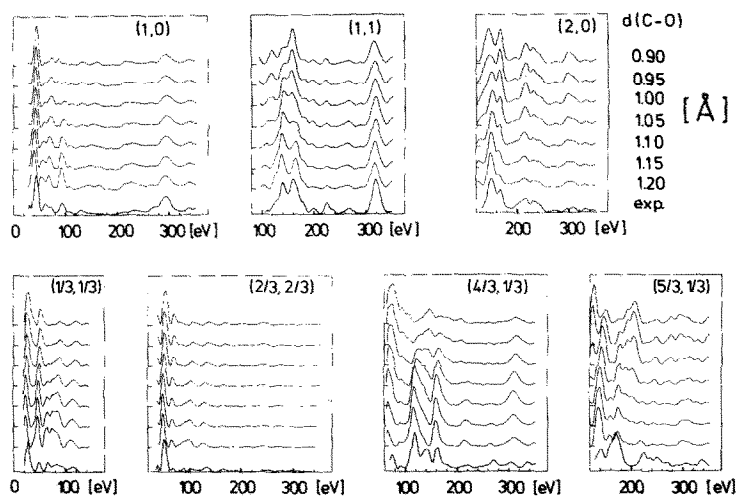 (1,0)
(1,1)
(2,0)
d(C-O)
0.90
0.95
1.00
1.05
[Å]
1.10
1.15
1.20
exp.
0 100 200 300 [eV]
100 200 300 [eV]
200 300 [eV]
(1/3,1/3)
(2/3,2/3)
(4/3,1/3)
(5/3,1/3)
0 100 [eV]
100 200 300 [eV]
100 200 300 [eV]
200 300 [eV]